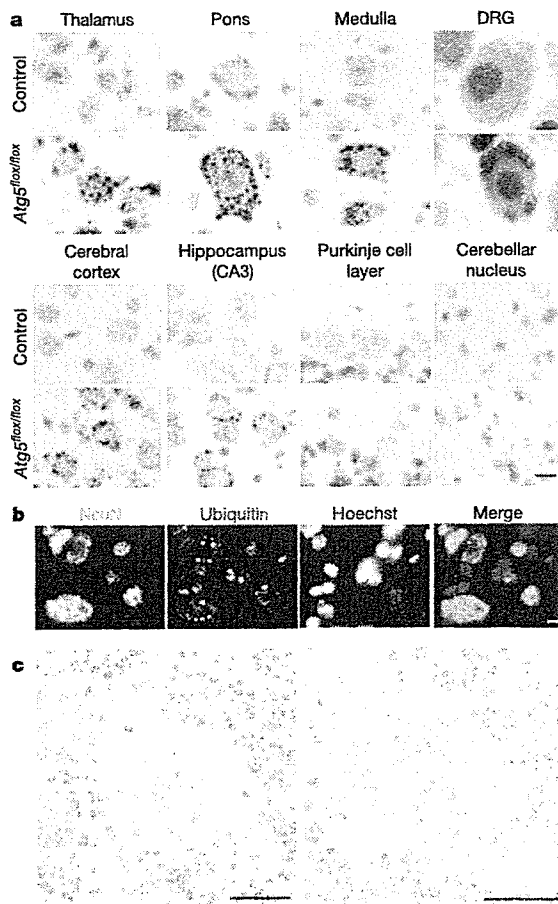 a
Thalamus Pons Medulla DRG
Control
Atg5flox/flox
Cerebral cortex Hippocampus (CA3) Purkinje cell layer Cerebellar nucleus
Control
Atg5flox/flox
b
NeuN Ubiquitin Hoechst Merge
c